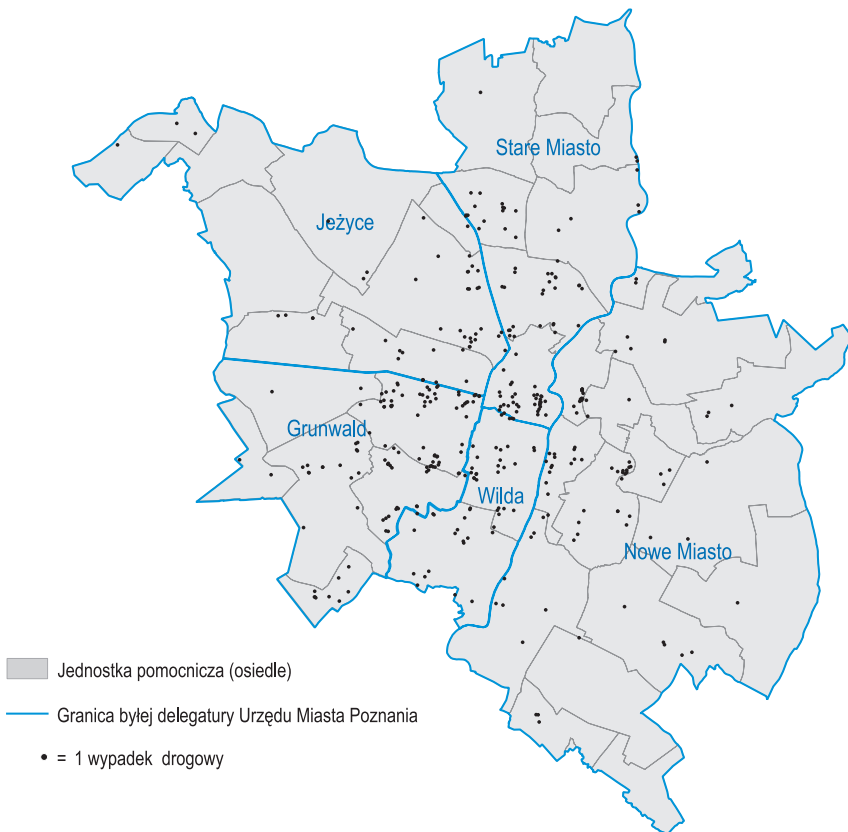 Stare Miasto
Jeżyce
Grunwald
Wilda
Nowe Miasto
Jednostka pomocnicza (osiedle)
Granica byłej delegatury Urzędu Miasta Poznania
= 1 wypadek drogowy